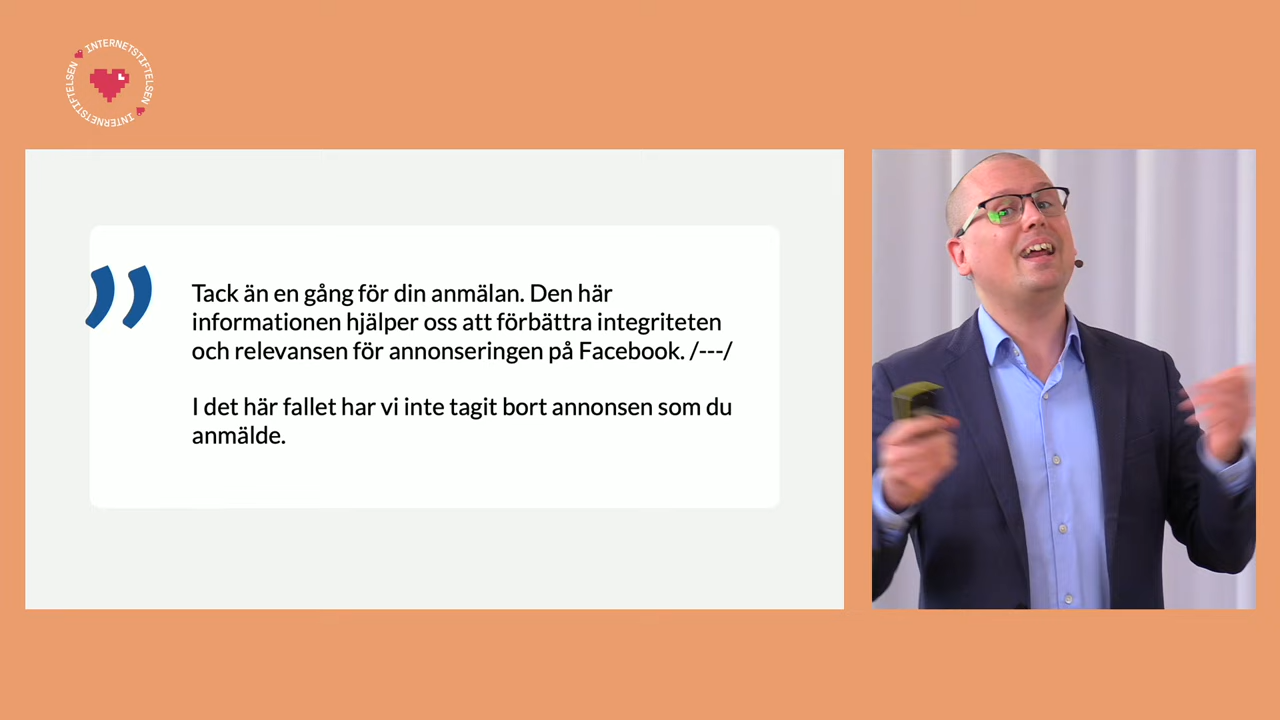 INTERNETSTIFTELSEN
INTERNETSTIFTELSEN
”
Tack än en gång för din anmälan. Den här
informationen hjälper oss att förbättra integriteten
och relevansen för annonseringen på Facebook. /---/
I det här fallet har vi inte tagit bort annonsen som du
anmälde.